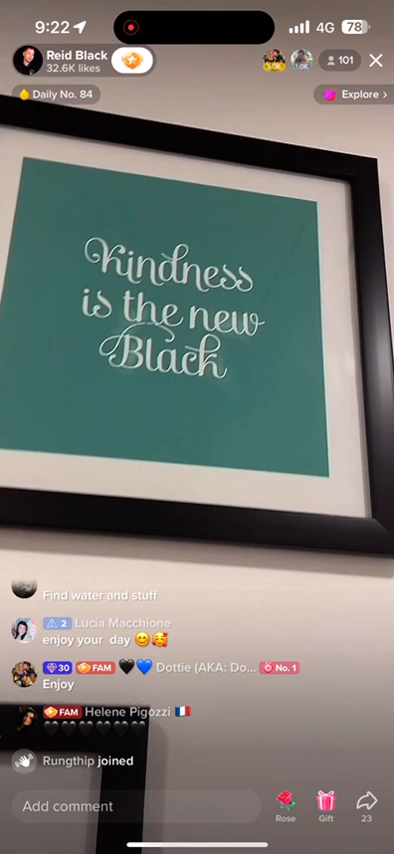 9:22
4G
78
Reid Black
32.6K likes
101
Daily No. 84
Explore >
Kindness
is the new
Black
Find water and stuff
2 Lucia Macchione
enjoy your day 😊🥰
30 FAM 🖤💙 Dottie (AKA: Do... No. 1
Enjoy
FAM Helene Pigozzi 🇫🇷
🖤🖤🖤🖤🖤🖤🖤
Rungthip joined
Add comment
Rose
Gift
23